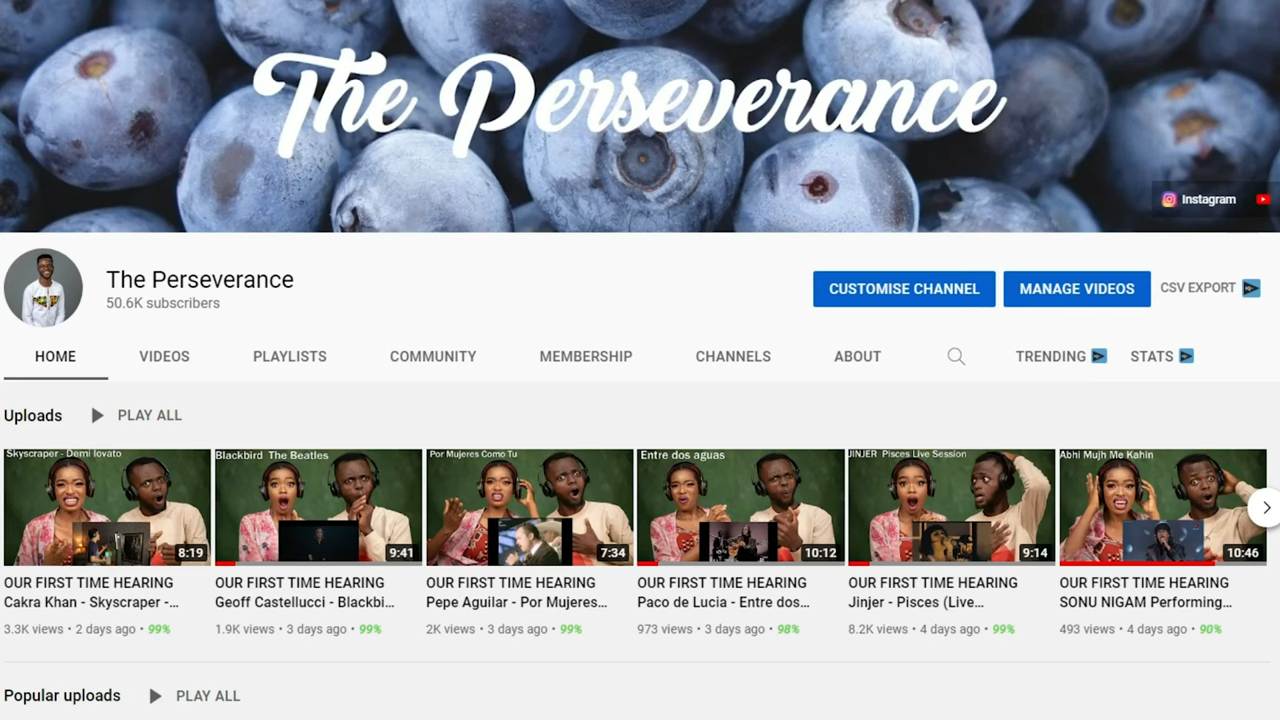 The Perseverance
Instagram
The Perseverance
50.6K subscribers
CUSTOMISE CHANNEL
MANAGE VIDEOS
CSV EXPORT
HOME
VIDEOS
PLAYLISTS
COMMUNITY
MEMBERSHIP
CHANNELS
ABOUT
TRENDING
STATS
Uploads
PLAY ALL
Skyscraper - Demi lovato
8:19
OUR FIRST TIME HEARING
Cakra Khan - Skyscraper -...
3.3K views • 2 days ago • 99%
Blackbird The Beatles
9:41
OUR FIRST TIME HEARING
Geoff Castellucci - Blackbi...
1.9K views • 3 days ago • 99%
Por Mujeres Como Tu
7:34
OUR FIRST TIME HEARING
Pepe Aguilar - Por Mujeres...
2K views • 3 days ago • 99%
Entre dos aguas
10:12
OUR FIRST TIME HEARING
Paco de Lucia - Entre dos...
973 views • 3 days ago • 98%
JINJER Pisces Live Session
9:14
OUR FIRST TIME HEARING
Jinjer - Pisces (Live...
8.2K views • 4 days ago • 99%
Abhi Mujh Me Kahin
10:46
OUR FIRST TIME HEARING
SONU NIGAM Performing...
493 views • 4 days ago • 90%
Popular uploads
PLAY ALL